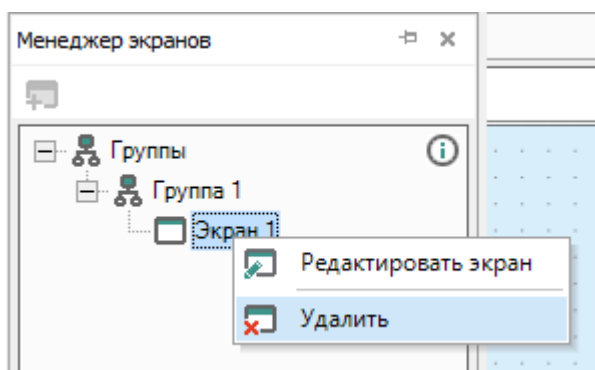 Менеджер экранов
Группы
Группа 1
Экран 1
Редактировать экран
Удалить